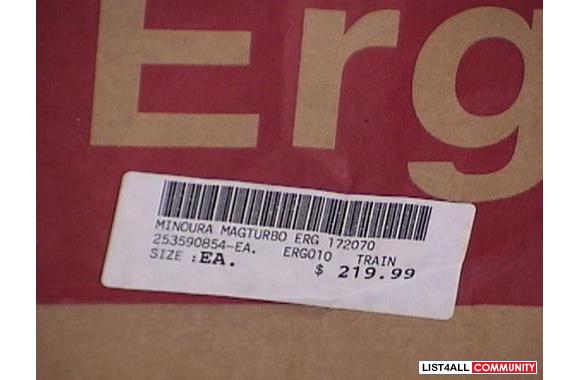 Erg
MINOURA MAGTURBO ERG 172070
253590854-EA. ERG010 TRAIN
SIZE :EA. $ 219.99
LIST4ALL COMMUNITY